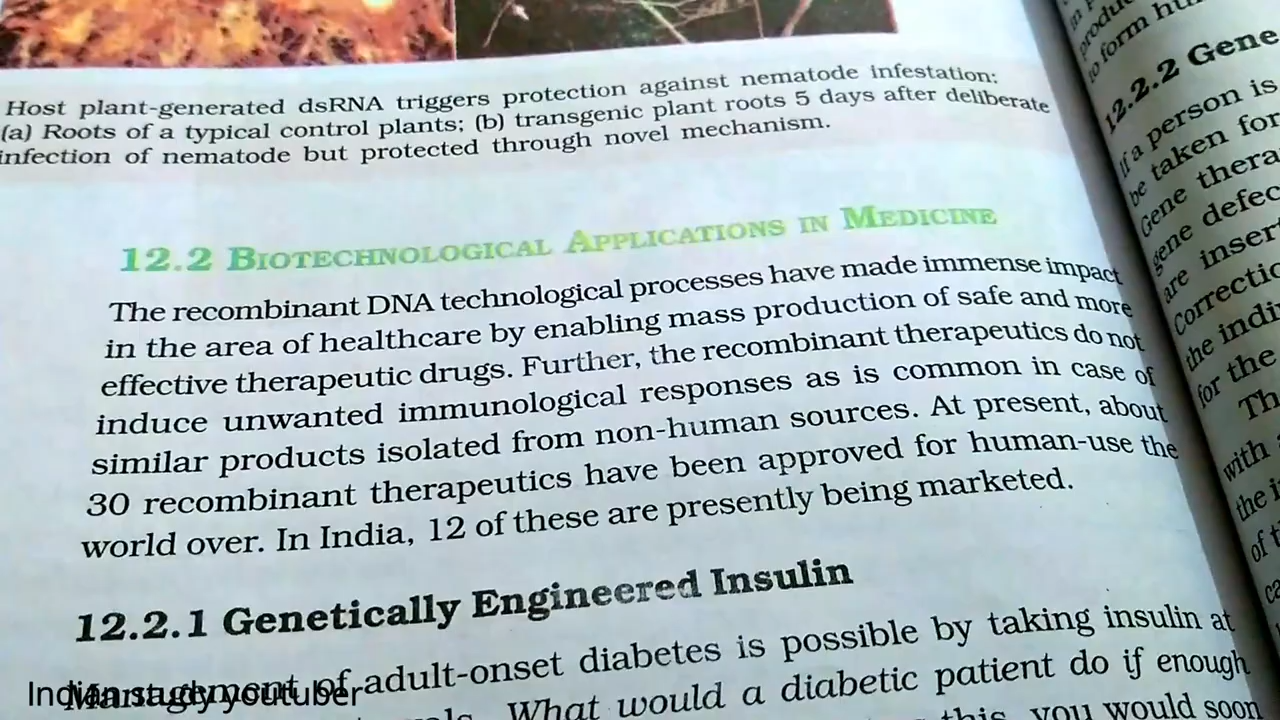 Host plant-generated dsRNA triggers protection against nematode infestation:
(a) Roots of a typical control plants; (b) transgenic plant roots 5 days after deliberate
infection of nematode but protected through novel mechanism.
12.2 BIOTECHNOLOGICAL APPLICATIONS IN MEDICINE
The recombinant DNA technological processes have made immense impact
in the area of healthcare by enabling mass production of safe and more
effective therapeutic drugs. Further, the recombinant therapeutics do not
induce unwanted immunological responses as is common in case of
similar products isolated from non-human sources. At present, about
30 recombinant therapeutics have been approved for human-use the
world over. In India, 12 of these are presently being marketed.
12.2.1 Genetically Engineered Insulin
Management of adult-onset diabetes is possible by taking insulin at
What would a diabetic patient do if enough
this, you would soon
Indian study youtuber
to form
12.2.2 Gene
If a person is
be taken for
Gene thera
gene defec
are inser
Correctio
the indi
for the
Th
with
the i
of t